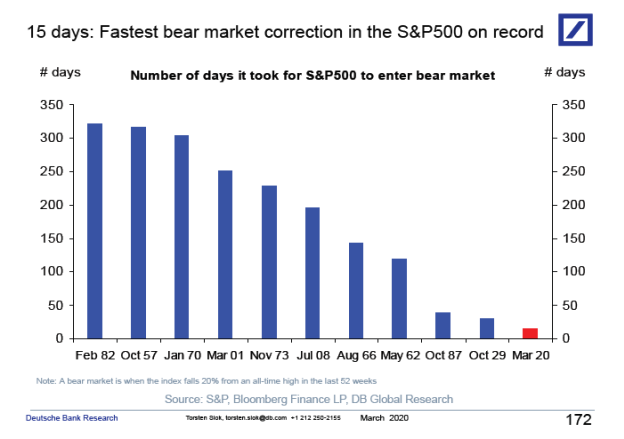 15 days: Fastest bear market correction in the S&P500 on record
# days
Number of days it took for S&P500 to enter bear market
# days
350
350
300
300
250
250
200
200
150
150
100
100
50
50
0
0
Feb 82 Oct 57 Jan 70 Mar 01 Nov 73 Jul 08 Aug 66 May 62 Oct 87 Oct 29 Mar 20
Note: A bear market is when the index falls 20% from an all-time high in the last 52 weeks
Source: S&P, Bloomberg Finance LP, DB Global Research
Deutsche Bank Research
Torsten Slok, torsten.slok@db.com +1 212 250-2155
March 2020
172